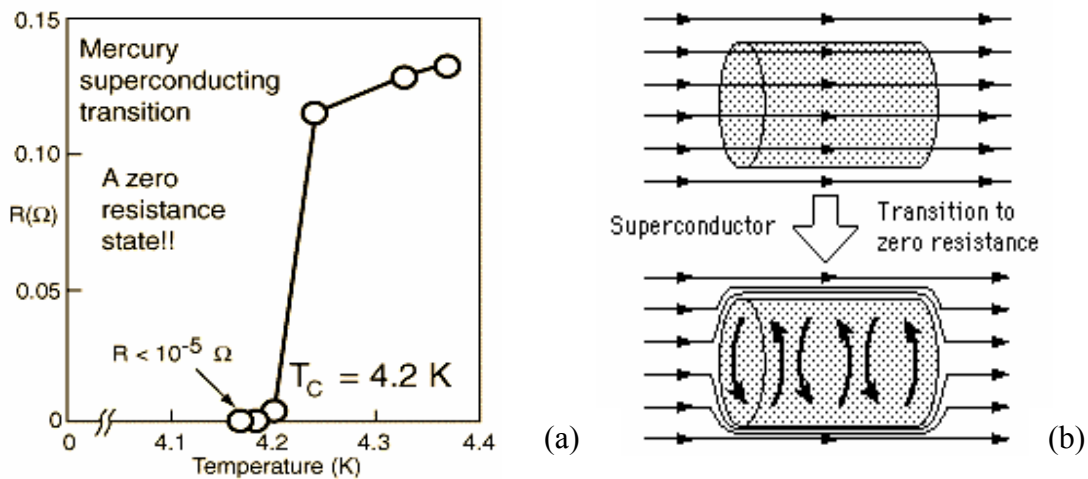 0.15
Mercury
superconducting
transition
0.10
A zero
resistance
state!!
R(Ω)
0.05
R < 10⁻⁵ Ω
T_C = 4.2 K
0
0 4.1 4.2 4.3 4.4
Temperature (K)
(a)
Superconductor
Transition to
zero resistance
(b)